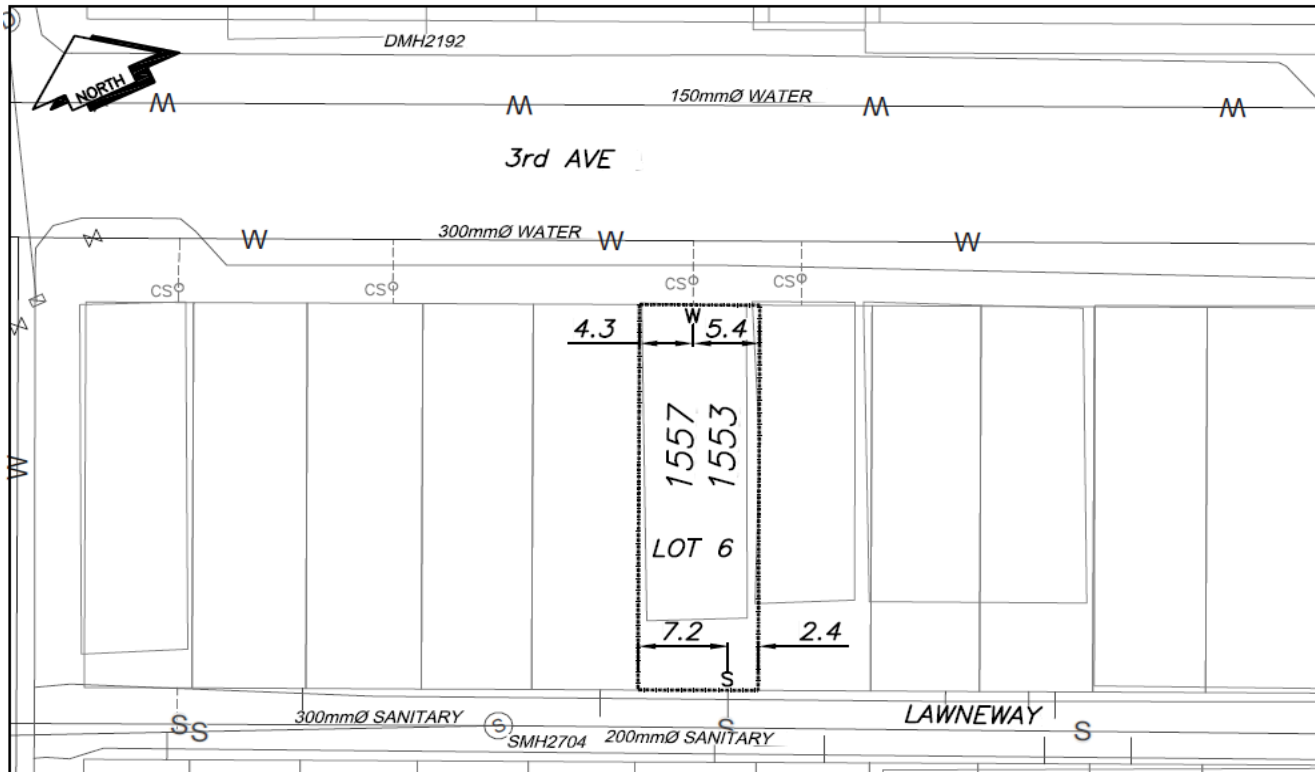 DMH2192
NORTH
W W W W
150mmØ WATER
3rd AVE
W W W
300mmØ WATER
CS CS CS CS
W
4.3 5.4
1557
1553
W
LOT 6
7.2 2.4
S
300mmØ SANITARY
LAWNEWAY
S S S S S
SMH2704 200mmØ SANITARY